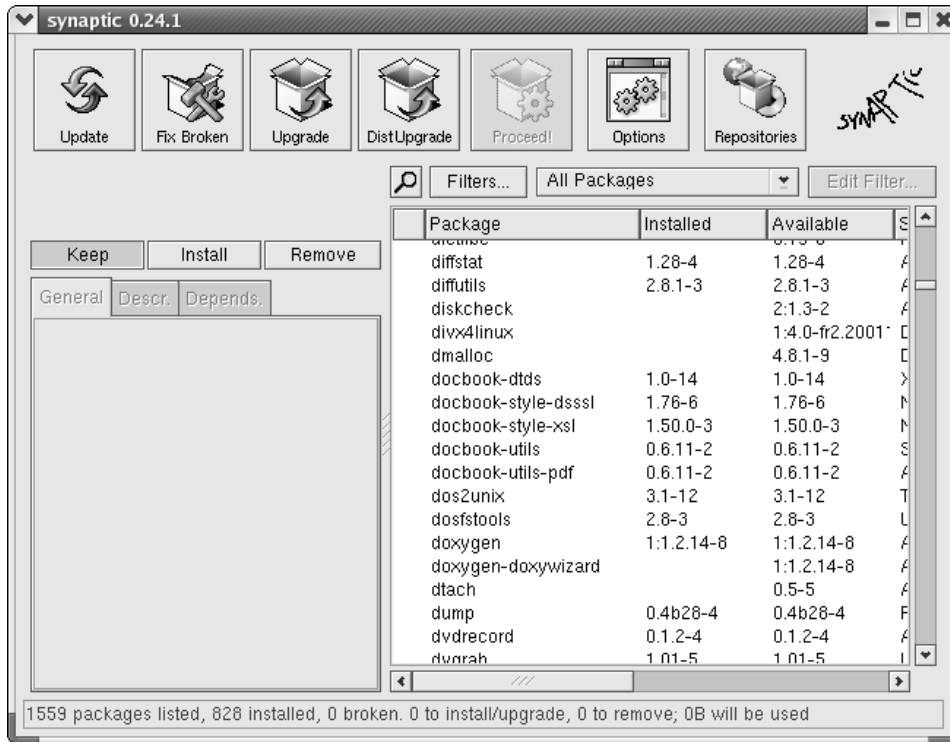 synaptic 0.24.1
Update Fix Broken Upgrade DistUpgrade Proceed! Options Repositories SYNAPTIC
Filters... All Packages Edit Filter...
Keep Install Remove
General Descr. Depends.
Package Installed Available S
diffstat 1.28-4 1.28-4 A
diffutils 2.8.1-3 2.8.1-3 A
diskcheck 2:1.3-2 A
divx4linux 1:4.0-fr2.2001 D
dmalloc 4.8.1-9 D
docbook-dtds 1.0-14 1.0-14 X
docbook-style-dsssl 1.76-6 1.76-6 N
docbook-style-xsl 1.50.0-3 1.50.0-3 N
docbook-utils 0.6.11-2 0.6.11-2 S
docbook-utils-pdf 0.6.11-2 0.6.11-2 A
dos2unix 3.1-12 3.1-12 T
dosfstools 2.8-3 2.8-3 U
doxygen 1:1.2.14-8 1:1.2.14-8 A
doxygen-doxywizard 1:1.2.14-8 A
dtach 0.5-5 A
dump 0.4b28-4 0.4b28-4 F
dvdrecord 0.1.2-4 0.1.2-4 A
dvgrab 1.01-5 1.01-5
1559 packages listed, 828 installed, 0 broken. 0 to install/upgrade, 0 to remove; 0B will be used